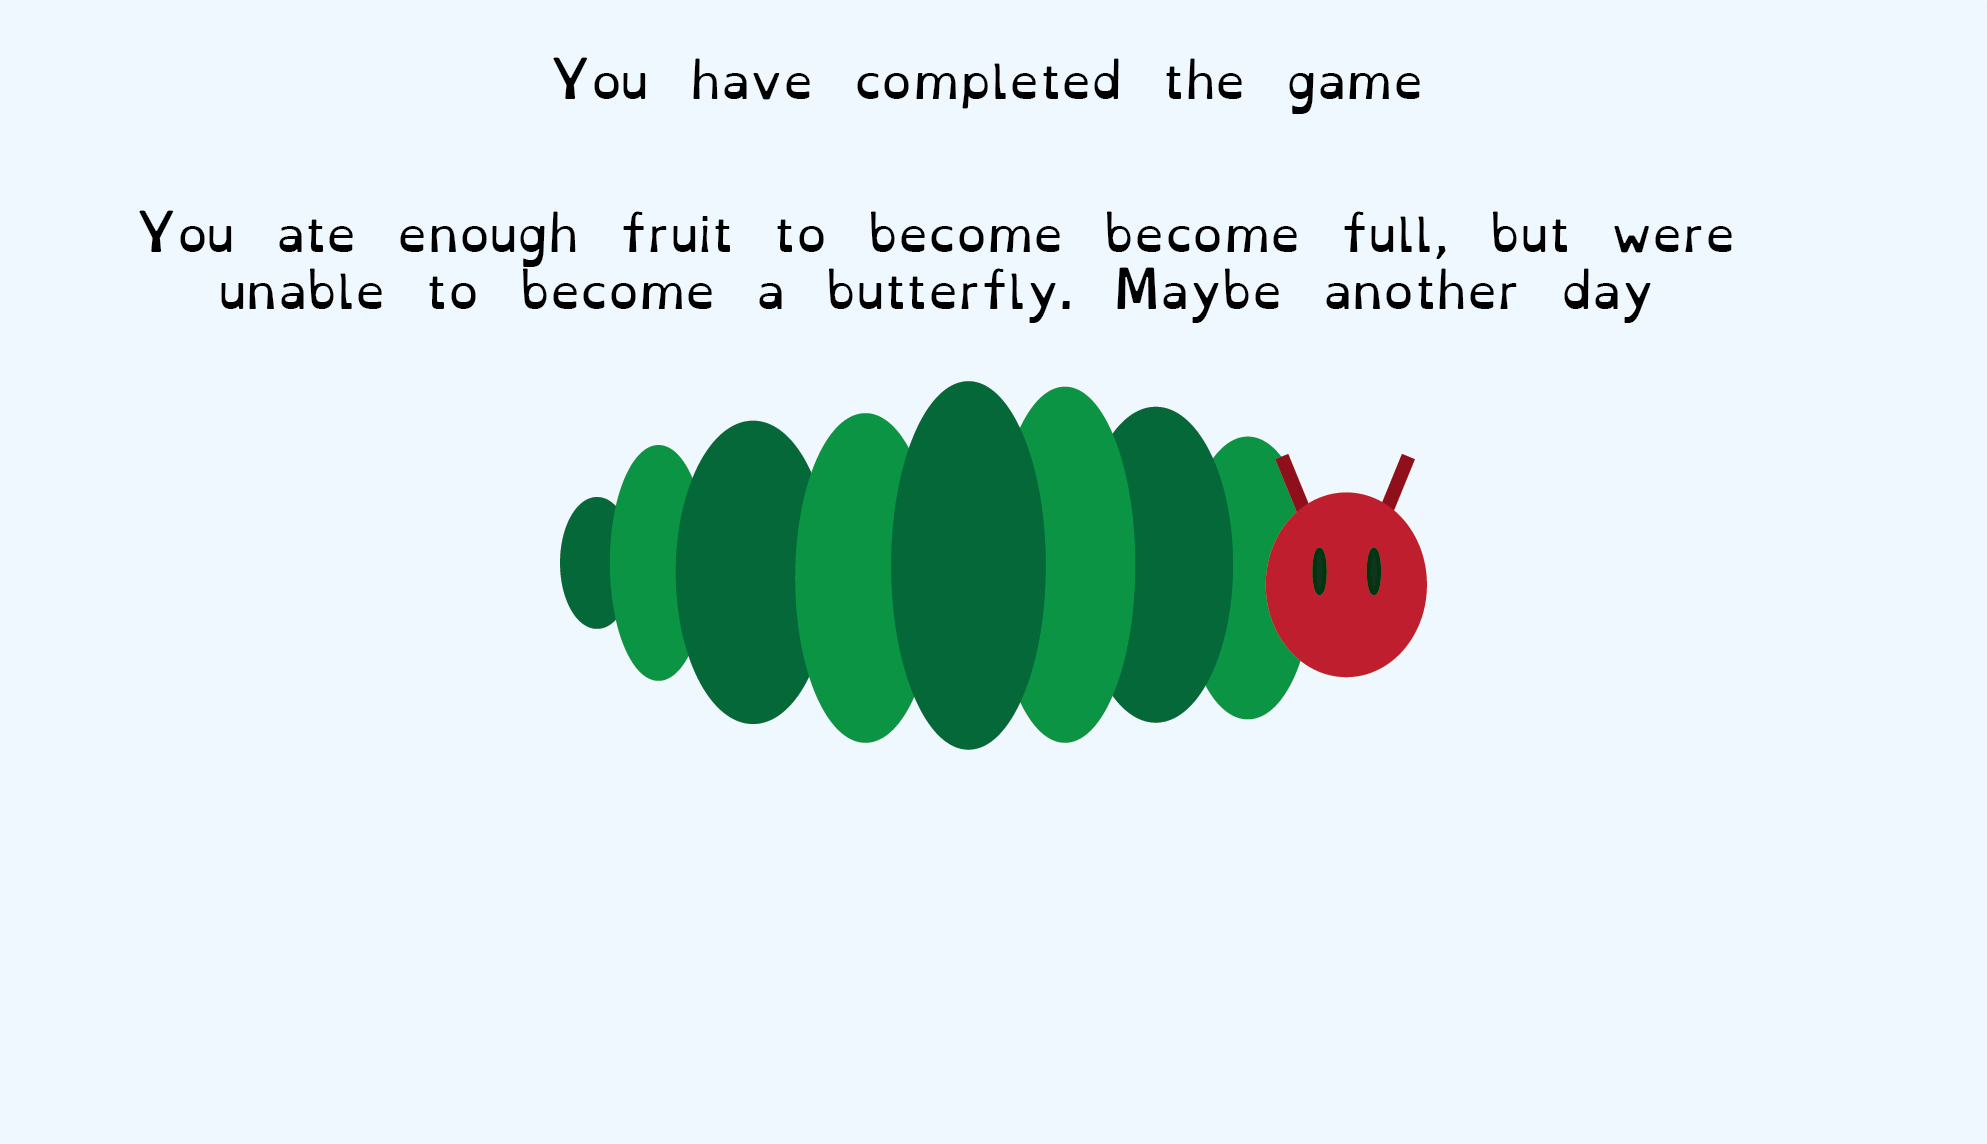 You have completed the game
You ate enough fruit to become become full, but were
unable to become a butterfly. Maybe another day